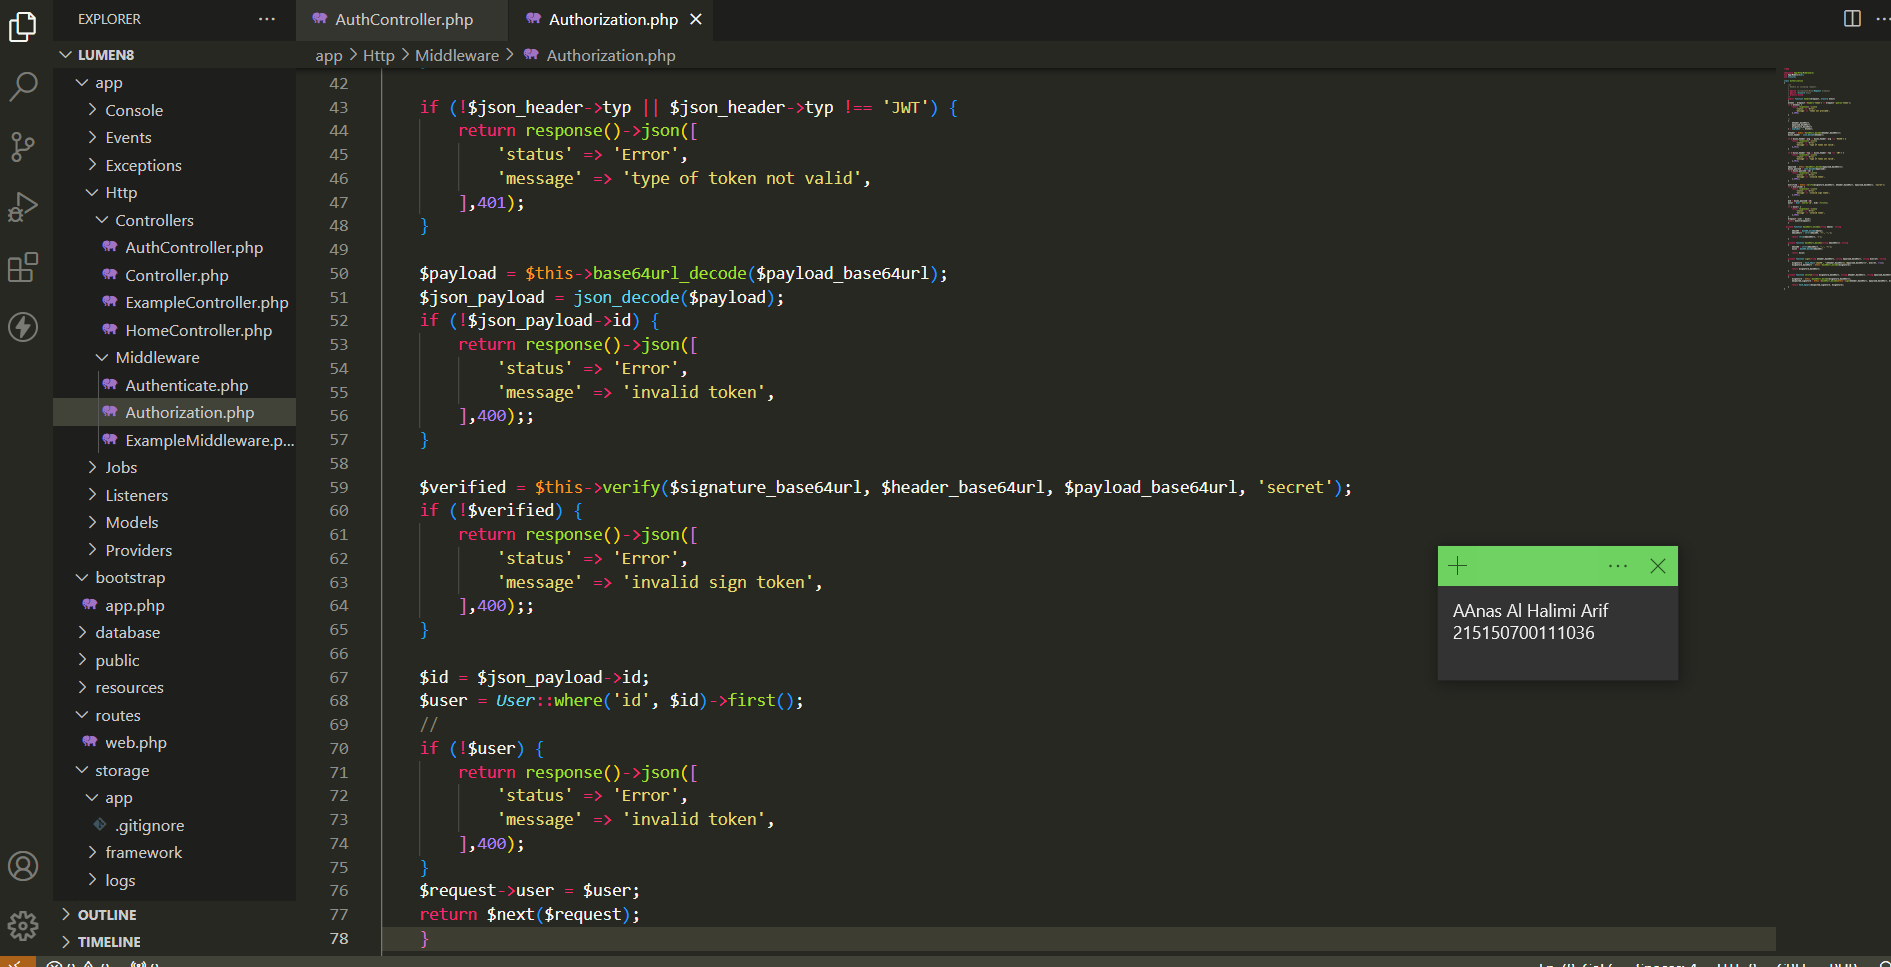 EXPLORER
AuthController.php
Authorization.php
LUMEN8
app
Console
Events
Exceptions
Http
Controllers
AuthController.php
Controller.php
ExampleController.php
HomeController.php
Middleware
Authenticate.php
Authorization.php
ExampleMiddleware.p...
Jobs
Listeners
Models
Providers
bootstrap
app.php
database
public
resources
routes
web.php
storage
app
.gitignore
framework
logs
OUTLINE
TIMELINE
app > Http > Middleware > Authorization.php
42
43 if (!$json_header->typ || $json_header->typ !== 'JWT') {
44 return response()->json([
45 'status' => 'Error',
46 'message' => 'type of token not valid',
47 ],401);
48 }
49
50 $payload = $this->base64url_decode($payload_base64url);
51 $json_payload = json_decode($payload);
52 if (!$json_payload->id) {
53 return response()->json([
54 'status' => 'Error',
55 'message' => 'invalid token',
56 ],400);;
57 }
58
59 $verified = $this->verify($signature_base64url, $header_base64url, $payload_base64url, 'secret');
60 if (!$verified) {
61 return response()->json([
62 'status' => 'Error',
63 'message' => 'invalid sign token',
64 ],400);;
65 }
66
67 $id = $json_payload->id;
68 $user = User::where('id', $id)->first();
69 //
70 if (!$user) {
71 return response()->json([
72 'status' => 'Error',
73 'message' => 'invalid token',
74 ],400);
75 }
76 $request->user = $user;
77 return $next($request);
78 }
AAnas Al Halimi Arif
215150700111036